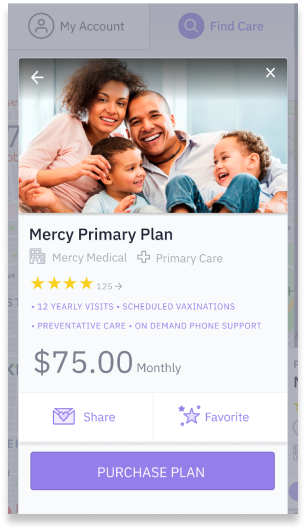 My Account
Find Care
Mercy Primary Plan
Mercy Medical Primary Care
125 →
• 12 YEARLY VISITS • SCHEDULED VAXINATIONS
• PREVENTATIVE CARE • ON DEMAND PHONE SUPPORT
$75.00 Monthly
Share
Favorite
PURCHASE PLAN